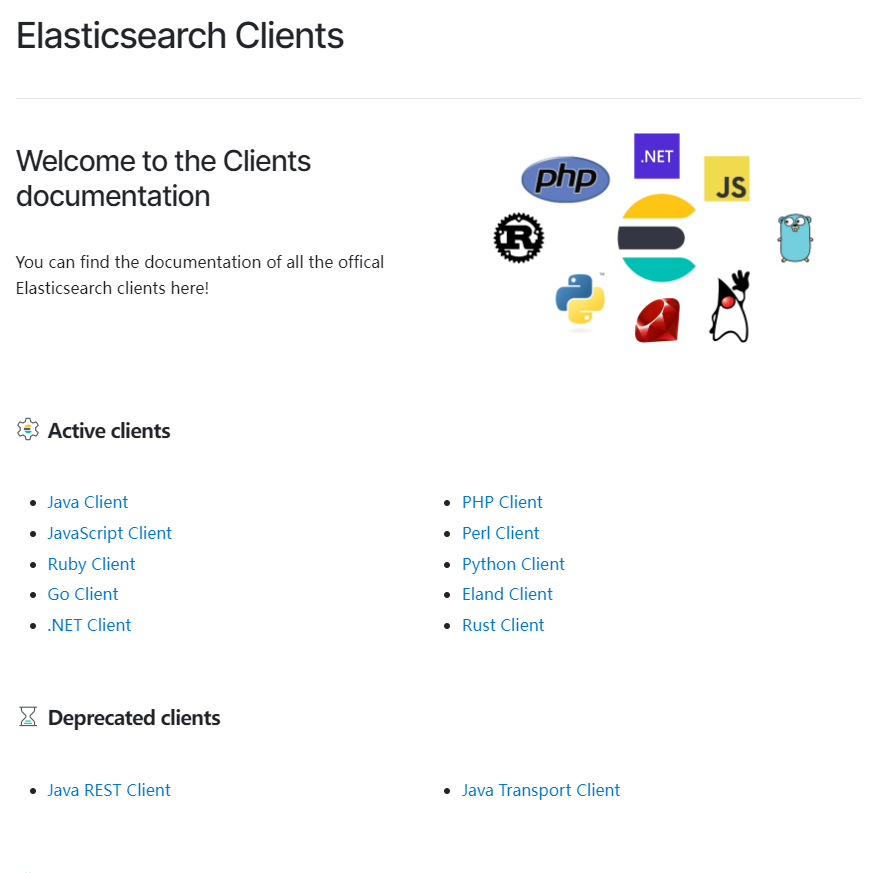 Elasticsearch Clients
Welcome to the Clients
documentation
You can find the documentation of all the offical
Elasticsearch clients here!
php
.NET
JS
R
™
Active clients
Java Client
JavaScript Client
Ruby Client
Go Client
.NET Client
PHP Client
Perl Client
Python Client
Eland Client
Rust Client
Deprecated clients
Java REST Client
Java Transport Client